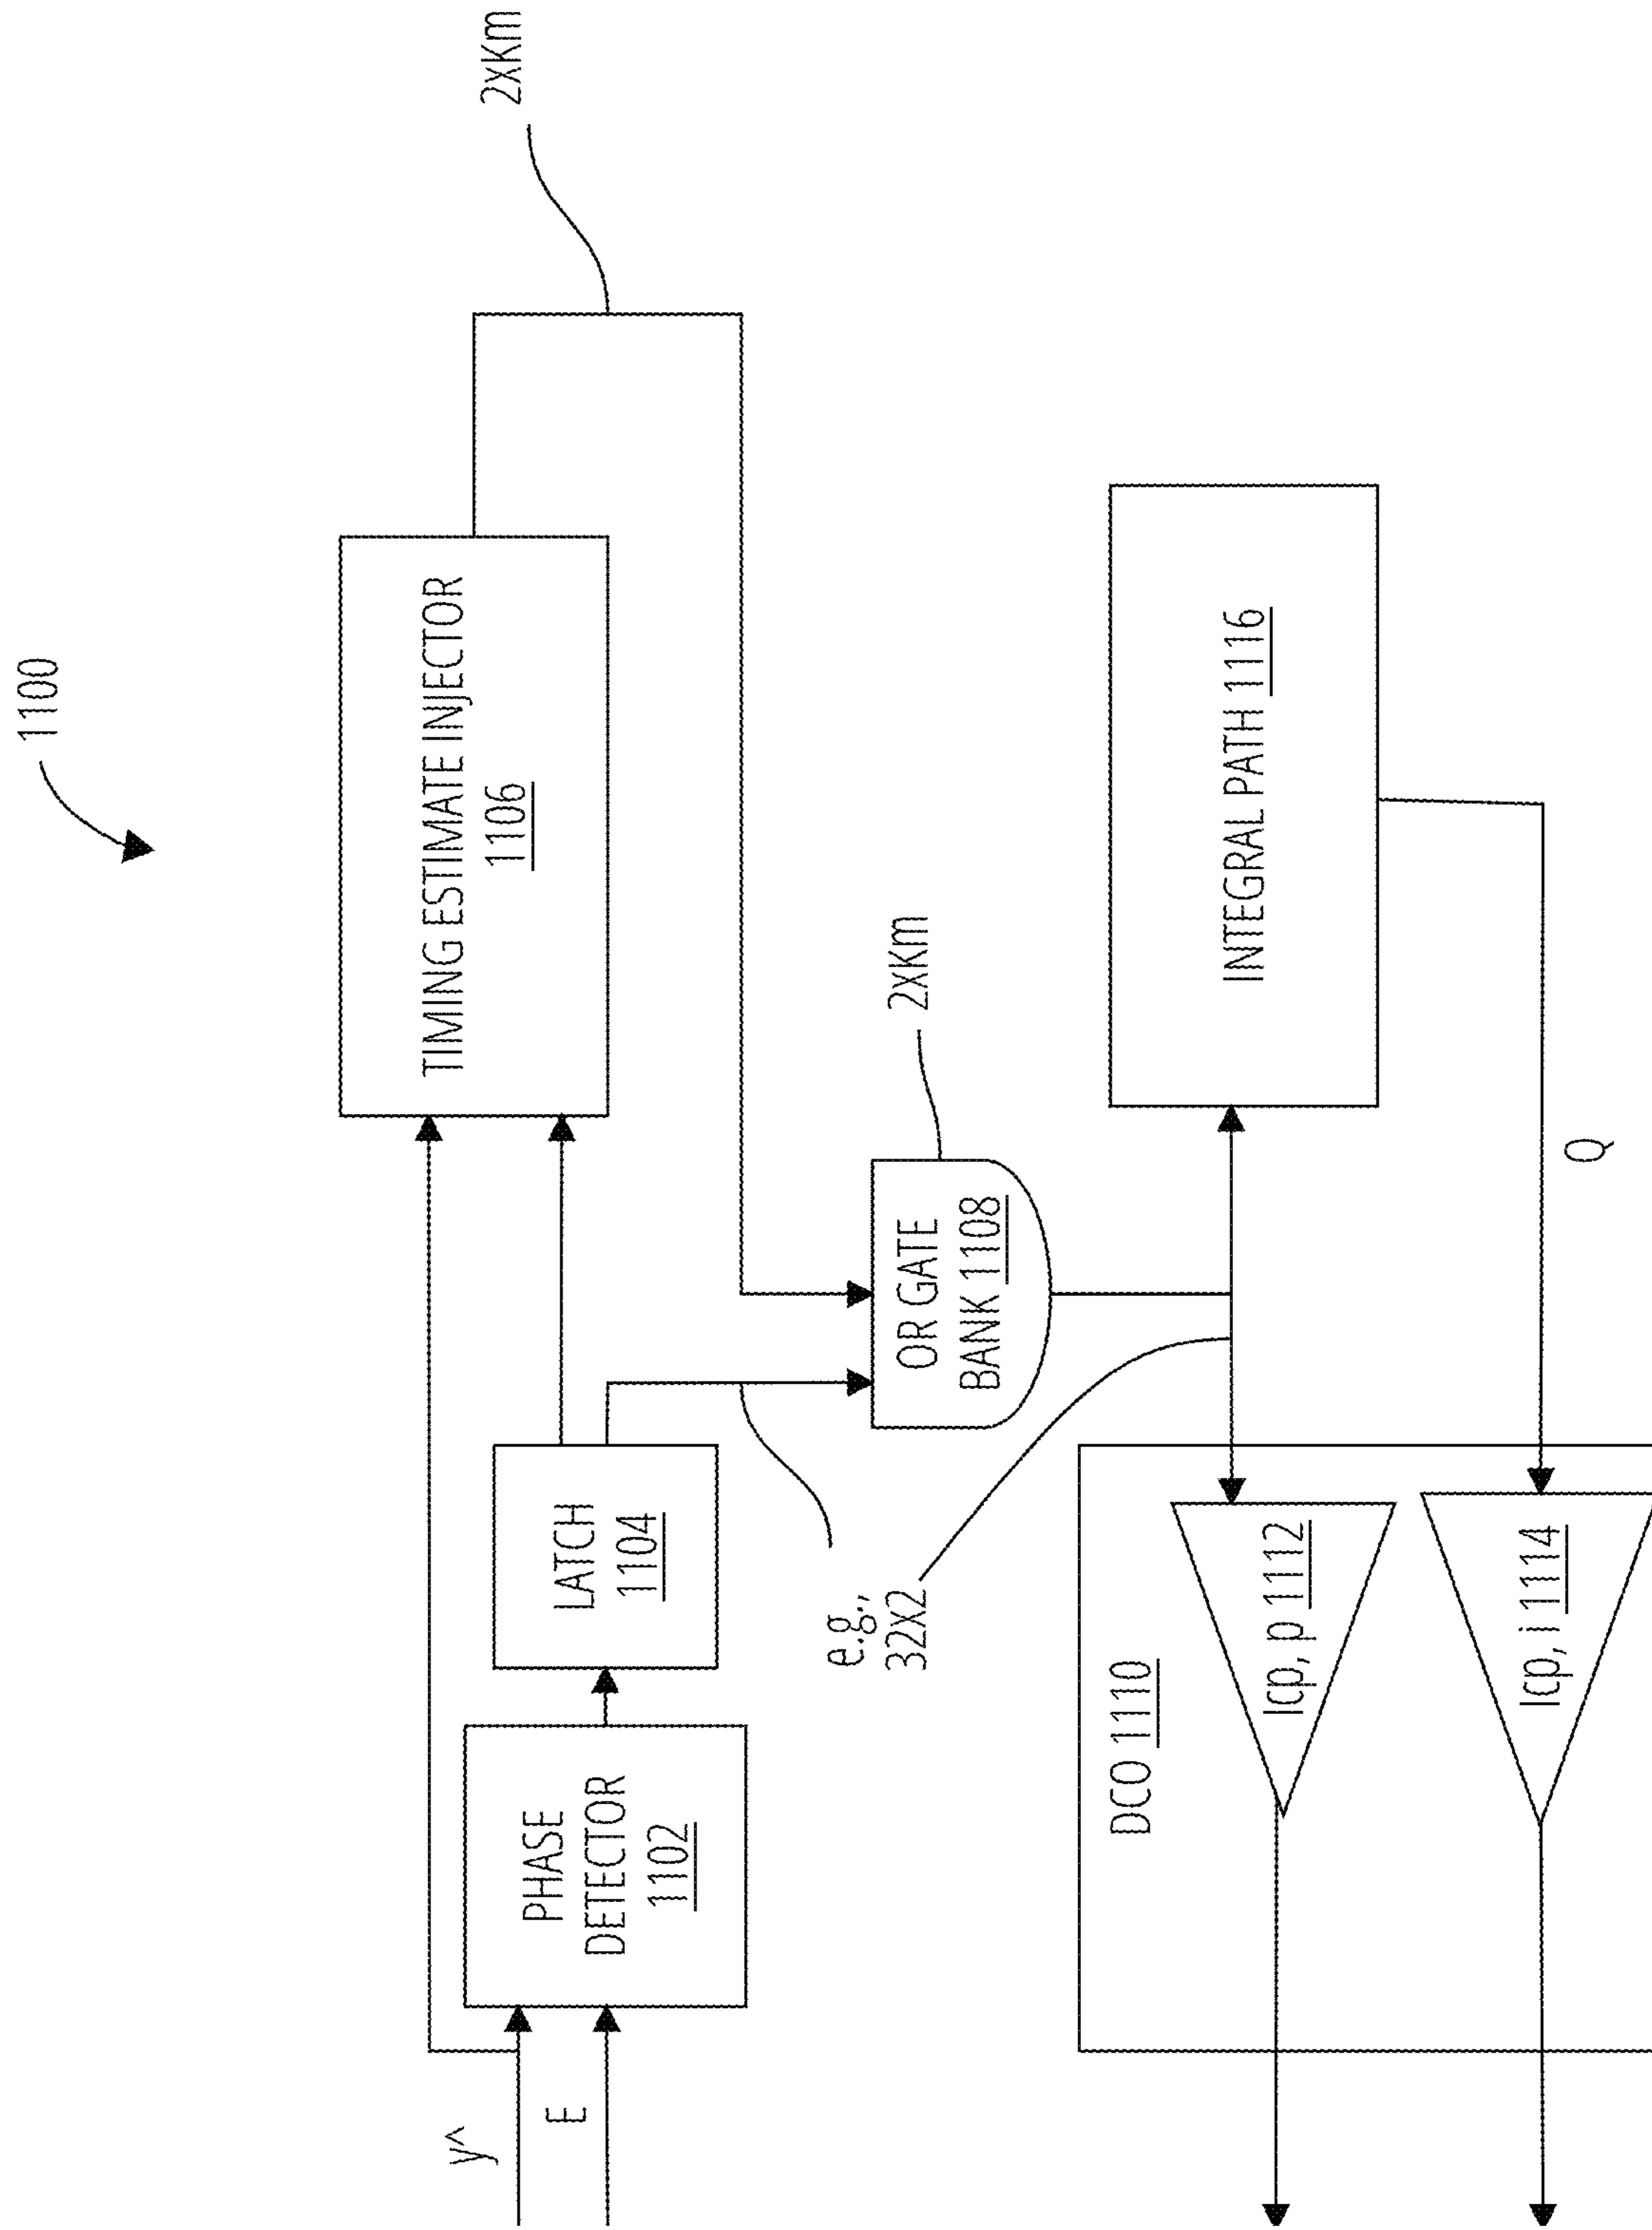 1100
2xKm
TIMING ESTIMATE INJECTOR
1106
y^
E
PHASE
DETECTOR
1102
LATCH
1104
e.g.,
32X2
OR GATE
BANK 1108
2xKm
DCO 1110
Icp, p 1112
Icp, i 1114
INTEGRAL PATH 1116
Q